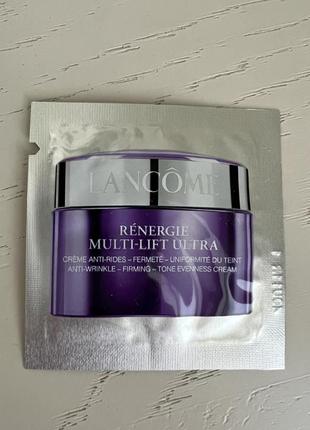 LANCÔME
RÉNERGIE
MULTI-LIFT ULTRA
CRÈME ANTI-RIDES – FERMETÉ – UNIFORMITÉ DU TEINT
ANTI-WRINKLE – FIRMING – TONE EVENNESS CREAM